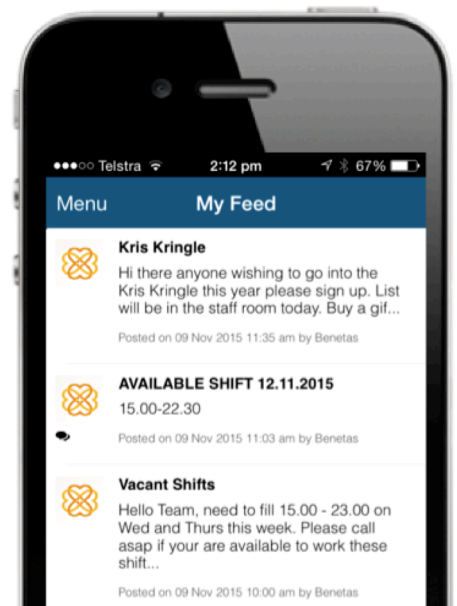 Telstra 2:12 pm 67%
Menu My Feed
Kris Kringle
Hi there anyone wishing to go into the
Kris Kringle this year please sign up. List
will be in the staff room today. Buy a gif...
Posted on 09 Nov 2015 11:35 am by Benetas
AVAILABLE SHIFT 12.11.2015
15.00-22.30
Posted on 09 Nov 2015 11:03 am by Benetas
Vacant Shifts
Hello Team, need to fill 15.00 - 23.00 on
Wed and Thurs this week. Please call
asap if your are available to work these
shift...
Posted on 09 Nov 2015 10:00 am by Benetas